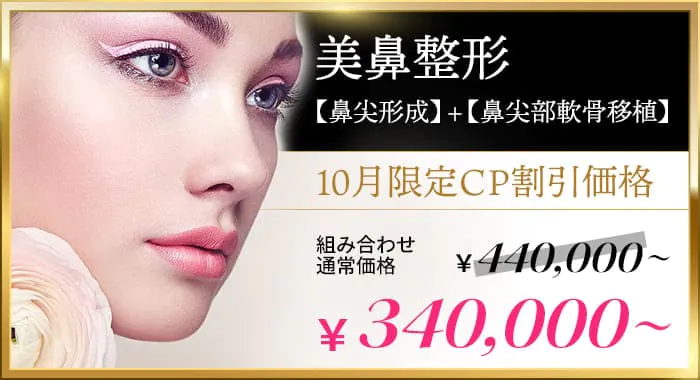 美鼻整形
【鼻尖形成】+【鼻尖部軟骨移植】
10月限定CP割引価格
組み合わせ
通常価格
¥440,000~
¥340,000~